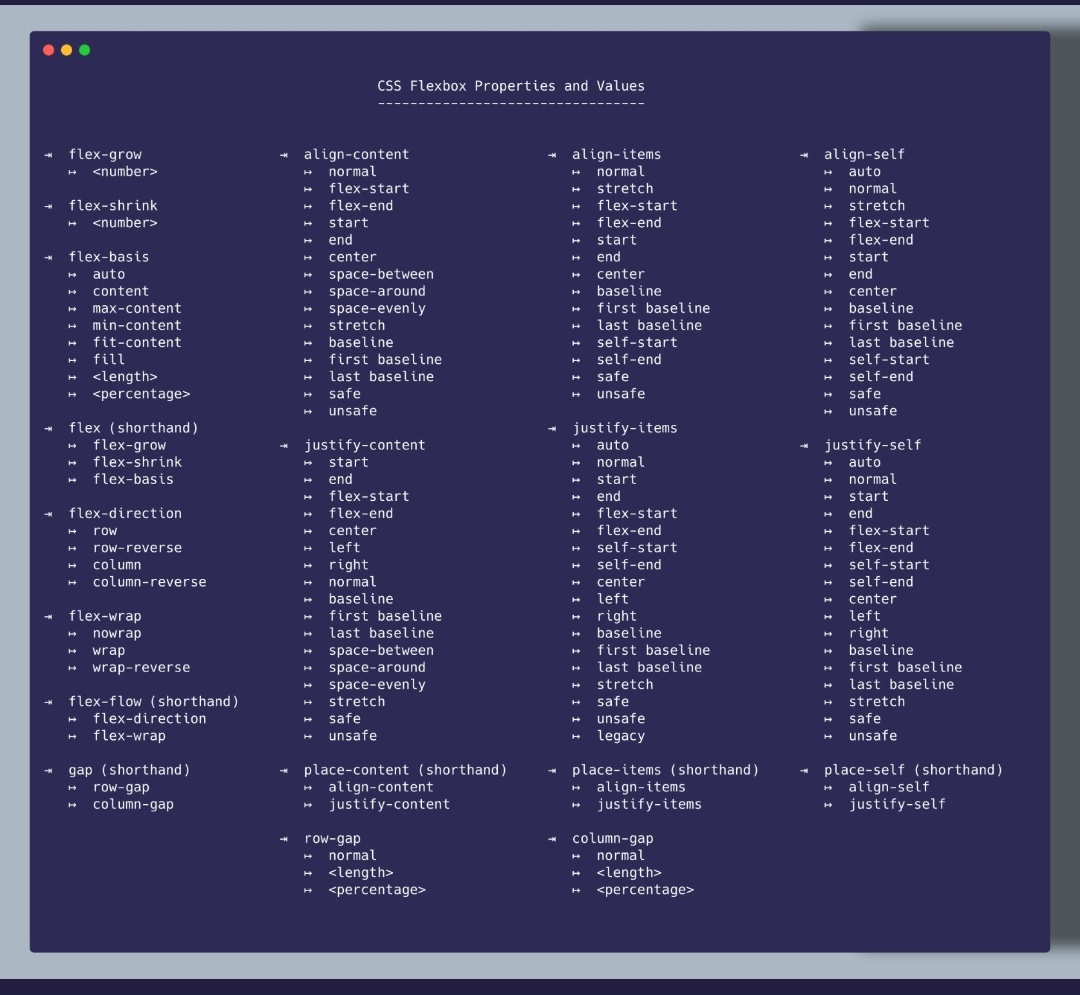 CSS Flexbox Properties and Values
---------------------------------
⇥ flex-grow
↦ <number>
⇥ flex-shrink
↦ <number>
⇥ flex-basis
↦ auto
↦ content
↦ max-content
↦ min-content
↦ fit-content
↦ fill
↦ <length>
↦ <percentage>
⇥ flex (shorthand)
↦ flex-grow
↦ flex-shrink
↦ flex-basis
⇥ flex-direction
↦ row
↦ row-reverse
↦ column
↦ column-reverse
⇥ flex-wrap
↦ nowrap
↦ wrap
↦ wrap-reverse
⇥ flex-flow (shorthand)
↦ flex-direction
↦ flex-wrap
⇥ gap (shorthand)
↦ row-gap
↦ column-gap
⇥ align-content
↦ normal
↦ flex-start
↦ flex-end
↦ start
↦ end
↦ center
↦ space-between
↦ space-around
↦ space-evenly
↦ stretch
↦ baseline
↦ first baseline
↦ last baseline
↦ safe
↦ unsafe
⇥ justify-content
↦ start
↦ end
↦ flex-start
↦ flex-end
↦ center
↦ left
↦ right
↦ normal
↦ baseline
↦ first baseline
↦ last baseline
↦ space-between
↦ space-around
↦ space-evenly
↦ stretch
↦ safe
↦ unsafe
⇥ place-content (shorthand)
↦ align-content
↦ justify-content
⇥ row-gap
↦ normal
↦ <length>
↦ <percentage>
⇥ align-items
↦ normal
↦ stretch
↦ flex-start
↦ flex-end
↦ start
↦ end
↦ center
↦ baseline
↦ first baseline
↦ last baseline
↦ self-start
↦ self-end
↦ safe
↦ unsafe
⇥ justify-items
↦ auto
↦ normal
↦ start
↦ end
↦ flex-start
↦ flex-end
↦ self-start
↦ self-end
↦ center
↦ left
↦ right
↦ baseline
↦ first baseline
↦ last baseline
↦ stretch
↦ safe
↦ unsafe
↦ legacy
⇥ place-items (shorthand)
↦ align-items
↦ justify-items
⇥ column-gap
↦ normal
↦ <length>
↦ <percentage>
⇥ align-self
↦ auto
↦ normal
↦ stretch
↦ flex-start
↦ flex-end
↦ start
↦ end
↦ center
↦ baseline
↦ first baseline
↦ last baseline
↦ self-start
↦ self-end
↦ safe
↦ unsafe
⇥ justify-self
↦ auto
↦ normal
↦ start
↦ end
↦ flex-start
↦ flex-end
↦ self-start
↦ self-end
↦ center
↦ left
↦ right
↦ baseline
↦ first baseline
↦ last baseline
↦ stretch
↦ safe
↦ unsafe
⇥ place-self (shorthand)
↦ align-self
↦ justify-self